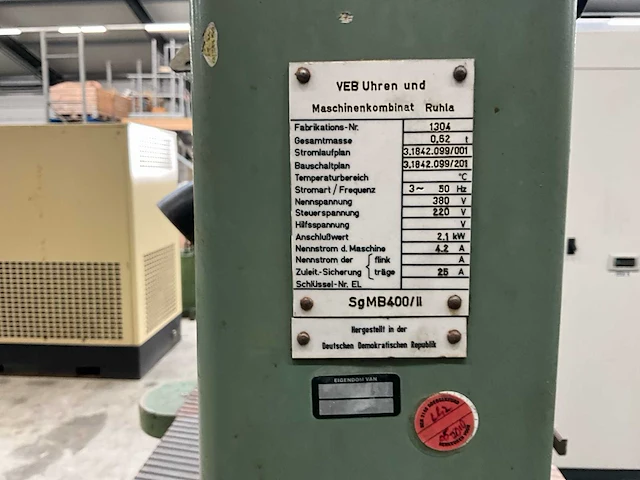 VEB Uhren und
Maschinenkombinat Ruhla
Fabrikations-Nr. 1304
Gesamtmasse 0,62 t
Stromlaufplan 3.1842.099/001
Bauschaltplan 3.1842.099/201
Temperaturbereich °C
Stromart / Frequenz 3~ 50 Hz
Nennspannung 380 V
Steuerspannung 220 V
Hilfsspannung V
Anschlußwert 2,1 kW
Nennstrom d. Maschine 4.2 A
Nennstrom der flink A
Zuleit.-Sicherung träge 25 A
Schlüssel-Nr. EL
SgMB400/II
Hergestellt in der
Deutschen Demokratischen Republik
EIGENDOM VAN